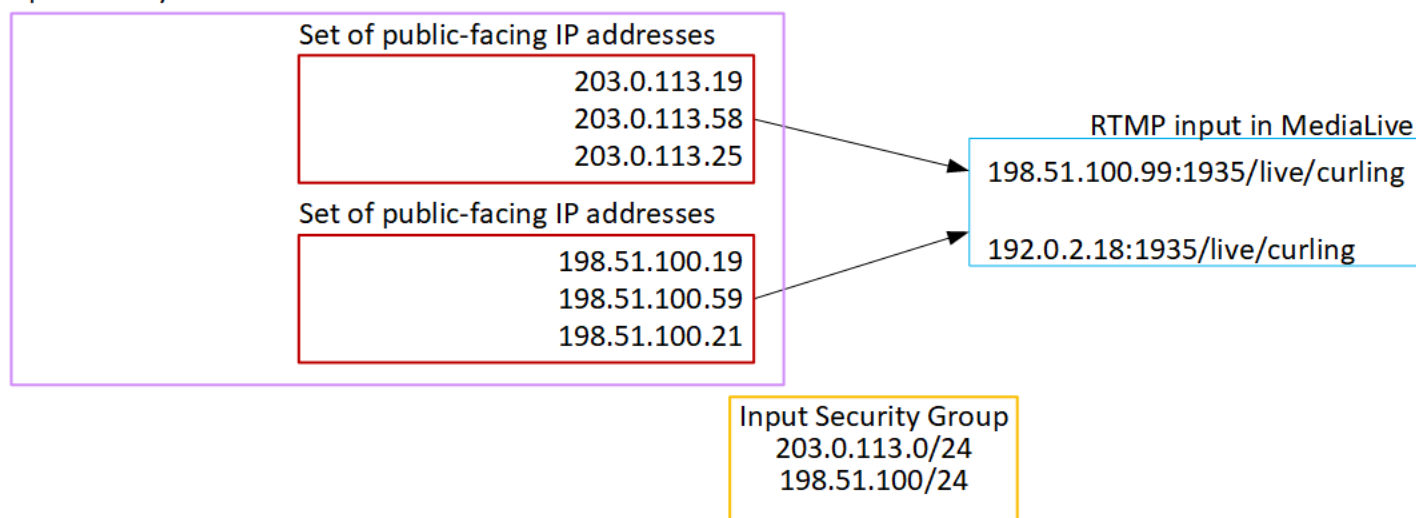 Set of public-facing IP addresses
203.0.113.19
203.0.113.58
203.0.113.25
RTMP input in MediaLive
198.51.100.99:1935/live/curling
192.0.2.18:1935/live/curling
Set of public-facing IP addresses
198.51.100.19
198.51.100.59
198.51.100.21
Input Security Group
203.0.113.0/24
198.51.100/24